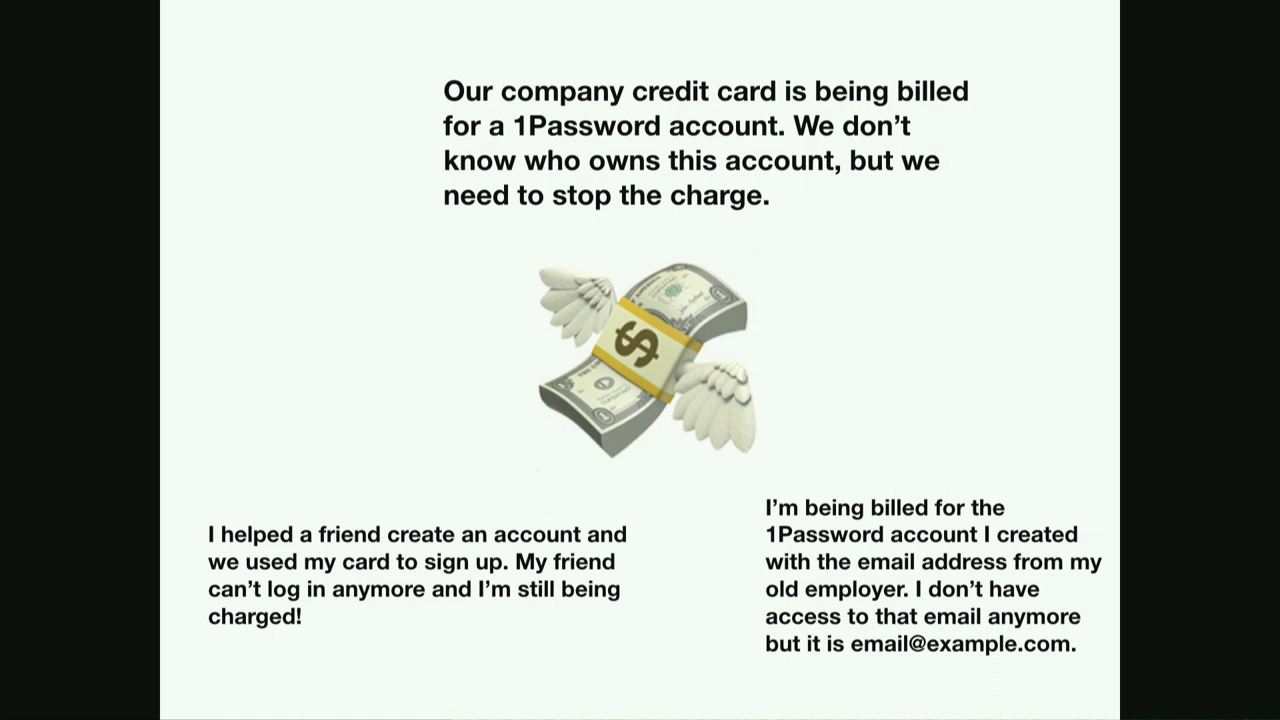 Our company credit card is being billed
for a 1Password account. We don’t
know who owns this account, but we
need to stop the charge.
I helped a friend create an account and
we used my card to sign up. My friend
can’t log in anymore and I’m still being
charged!
I’m being billed for the
1Password account I created
with the email address from my
old employer. I don’t have
access to that email anymore
but it is email@example.com.